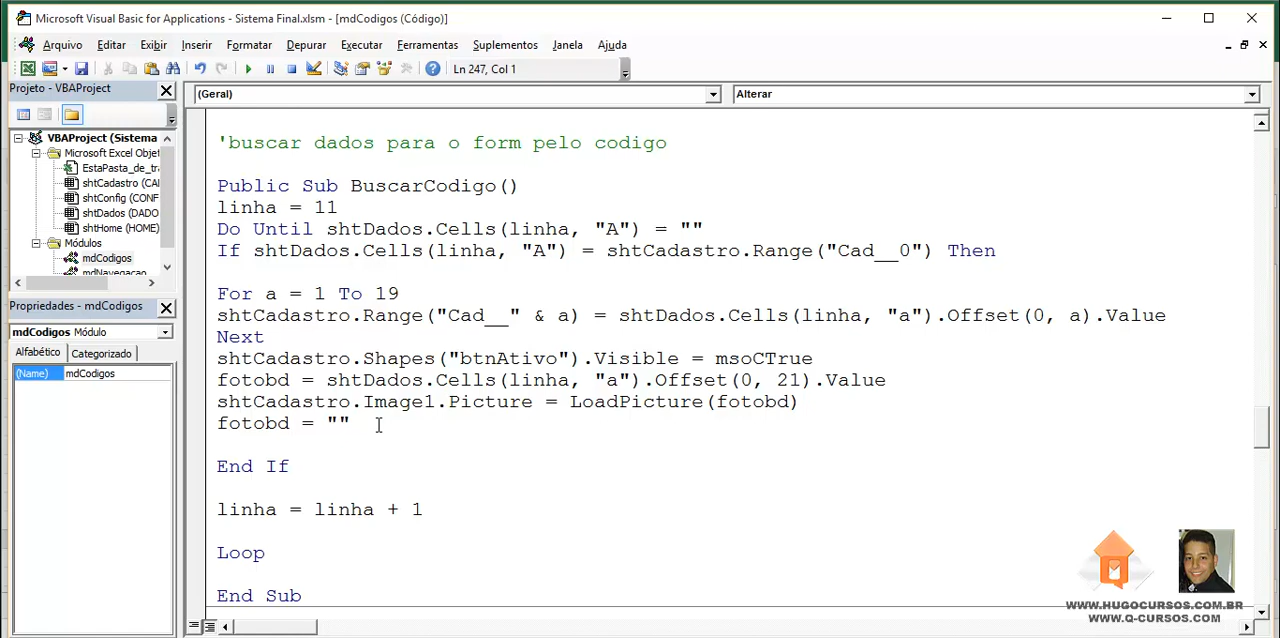 Microsoft Visual Basic for Applications - Sistema Final.xlsm - [mdCodigos (Código)]
Arquivo Editar Exibir Inserir Formatar Depurar Executar Ferramentas Suplementos Janela Ajuda
Ln 247, Col 1
Projeto - VBAProject
(Geral) Alterar
VBAProject (Sistema
Microsoft Excel Objet
EstaPasta_de_tr
shtCadastro (CA
shtConfig (CONF
shtDados (DADO
shtHome (HOME)
Módulos
mdCodigos
mdNavegacao
Propriedades - mdCodigos
mdCodigos Módulo
Alfabético Categorizado
(Name) mdCodigos
'buscar dados para o form pelo codigo
Public Sub BuscarCodigo()
linha = 11
Do Until shtDados.Cells(linha, "A") = ""
If shtDados.Cells(linha, "A") = shtCadastro.Range("Cad__0") Then
For a = 1 To 19
shtCadastro.Range("Cad__" & a) = shtDados.Cells(linha, "a").Offset(0, a).Value
Next
shtCadastro.Shapes("btnAtivo").Visible = msoCTrue
fotobd = shtDados.Cells(linha, "a").Offset(0, 21).Value
shtCadastro.Image1.Picture = LoadPicture(fotobd)
fotobd = ""
End If
linha = linha + 1
Loop
End Sub
WWW.HUGOCURSOS.COM.BR
WWW.Q-CURSOS.COM